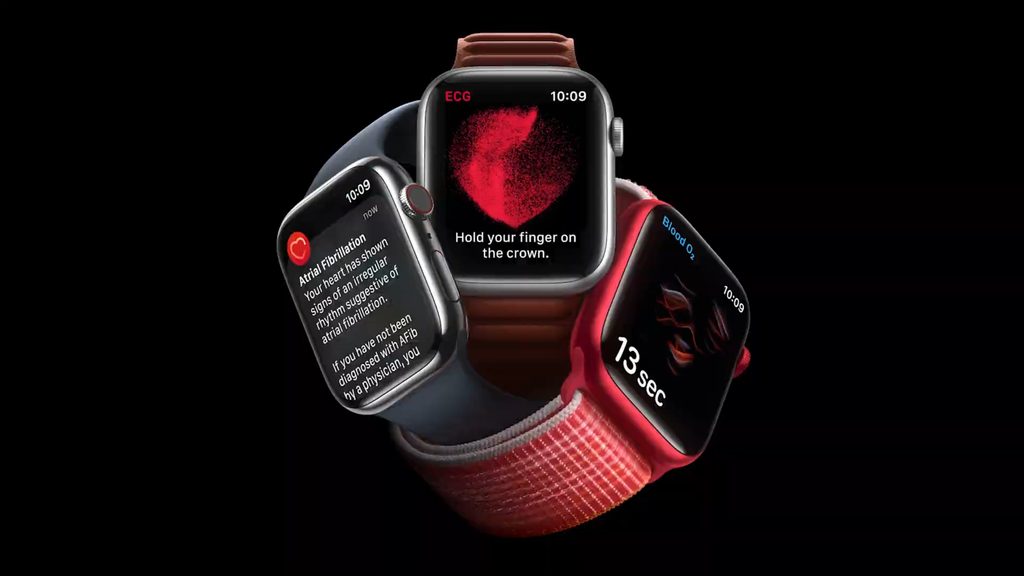 10:09
now
Atrial Fibrillation
Your heart has shown
signs of an irregular
rhythm suggestive of
atrial fibrillation.
If you have not been
diagnosed with AFib
by a physician, you
ECG
10:09
Hold your finger on
the crown.
Blood O₂
10:09
13 sec